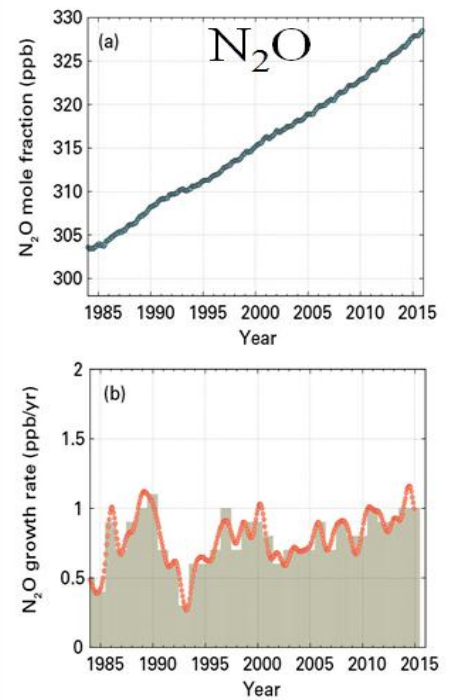 (a)
N₂O
N₂O mole fraction (ppb)
330
325
320
315
310
305
300
1985 1990 1995 2000 2005 2010 2015
Year
(b)
N₂O growth rate (ppb/yr)
2
1.5
1
0.5
0
1985 1990 1995 2000 2005 2010 2015
Year